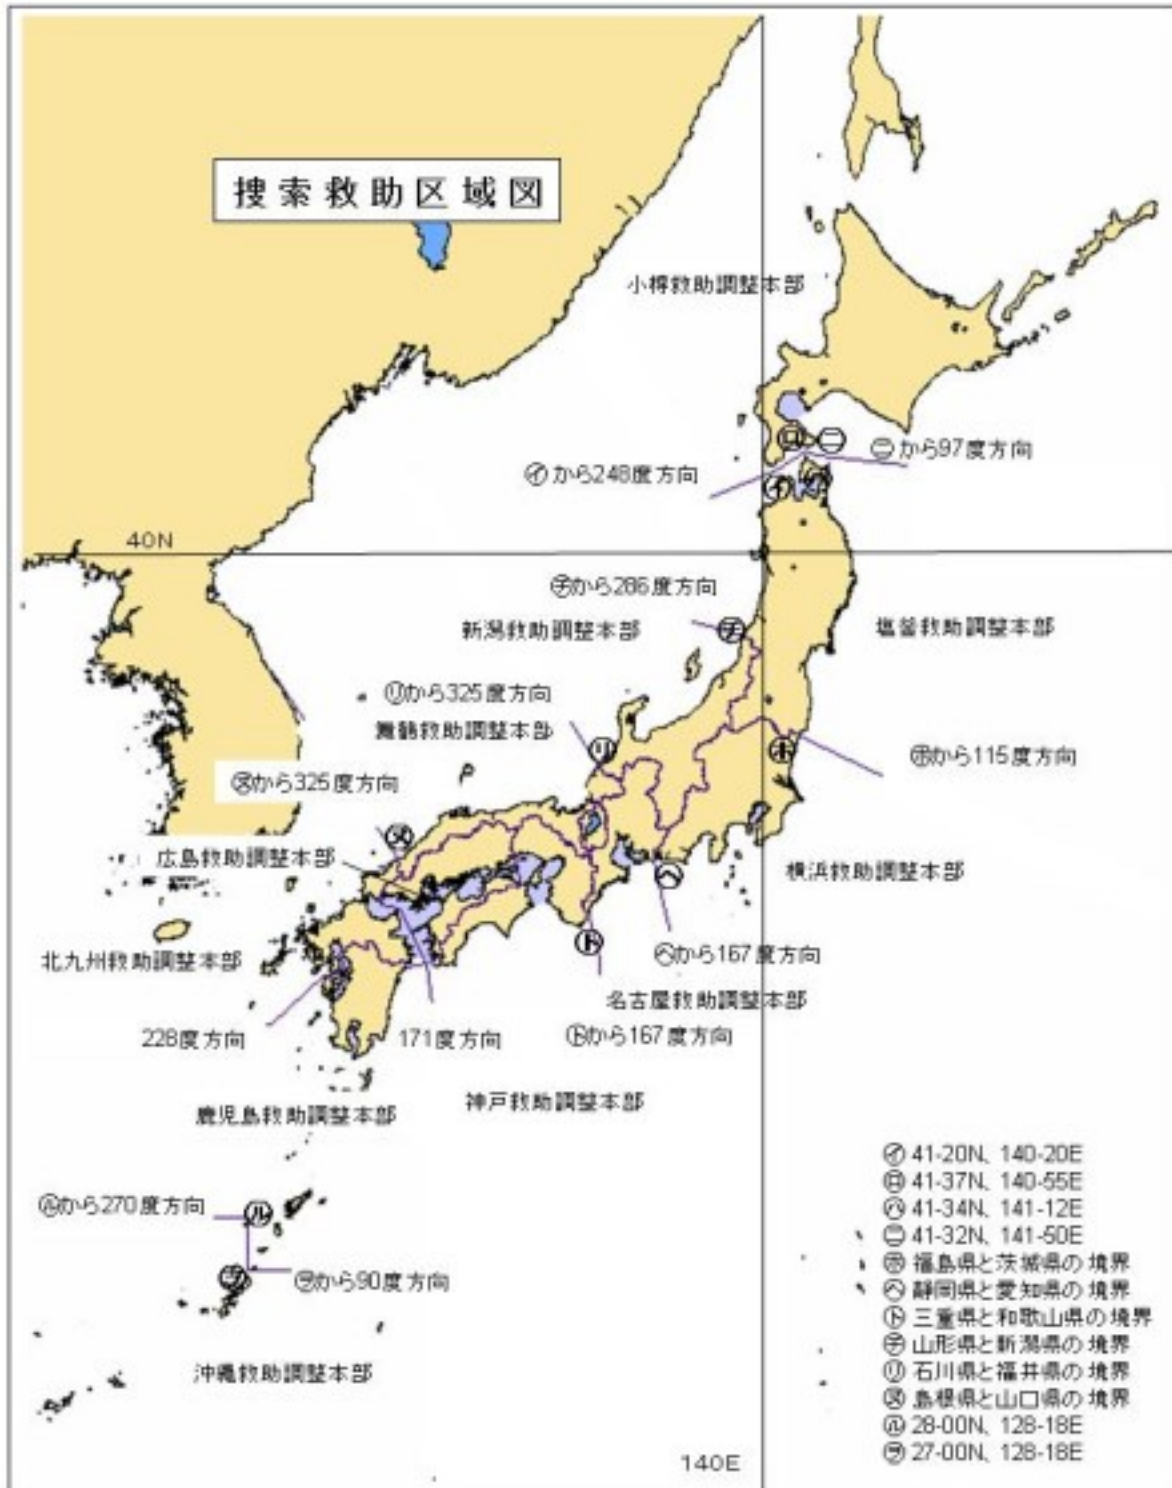 捜索救助区域図
小樽救助調整本部
㋺
㋥
㋥から97度方向
㋑から248度方向
㋑
40N
㋠から286度方向
新潟救助調整本部
㋠
塩釜救助調整本部
㋷から325度方向
舞鶴救助調整本部
㋷
㋭
㋭から115度方向
㋦から325度方向
㋦
広島救助調整本部
横浜救助調整本部
㋬
北九州救助調整本部
㋣
㋬から167度方向
名古屋救助調整本部
228度方向
171度方向
㋣から167度方向
神戸救助調整本部
鹿児島救助調整本部
㋸から270度方向
㋸
㋾
㋾から90度方向
沖縄救助調整本部
140E
㋑ 41-20N、140-20E
㋺ 41-37N、140-55E
㋩ 41-34N、141-12E
㋥ 41-32N、141-50E
㋭ 福島県と茨城県の境界
㋬ 静岡県と愛知県の境界
㋣ 三重県と和歌山県の境界
㋠ 山形県と新潟県の境界
㋷ 石川県と福井県の境界
㋦ 島根県と山口県の境界
㋸ 28-00N、128-18E
㋾ 27-00N、128-18E